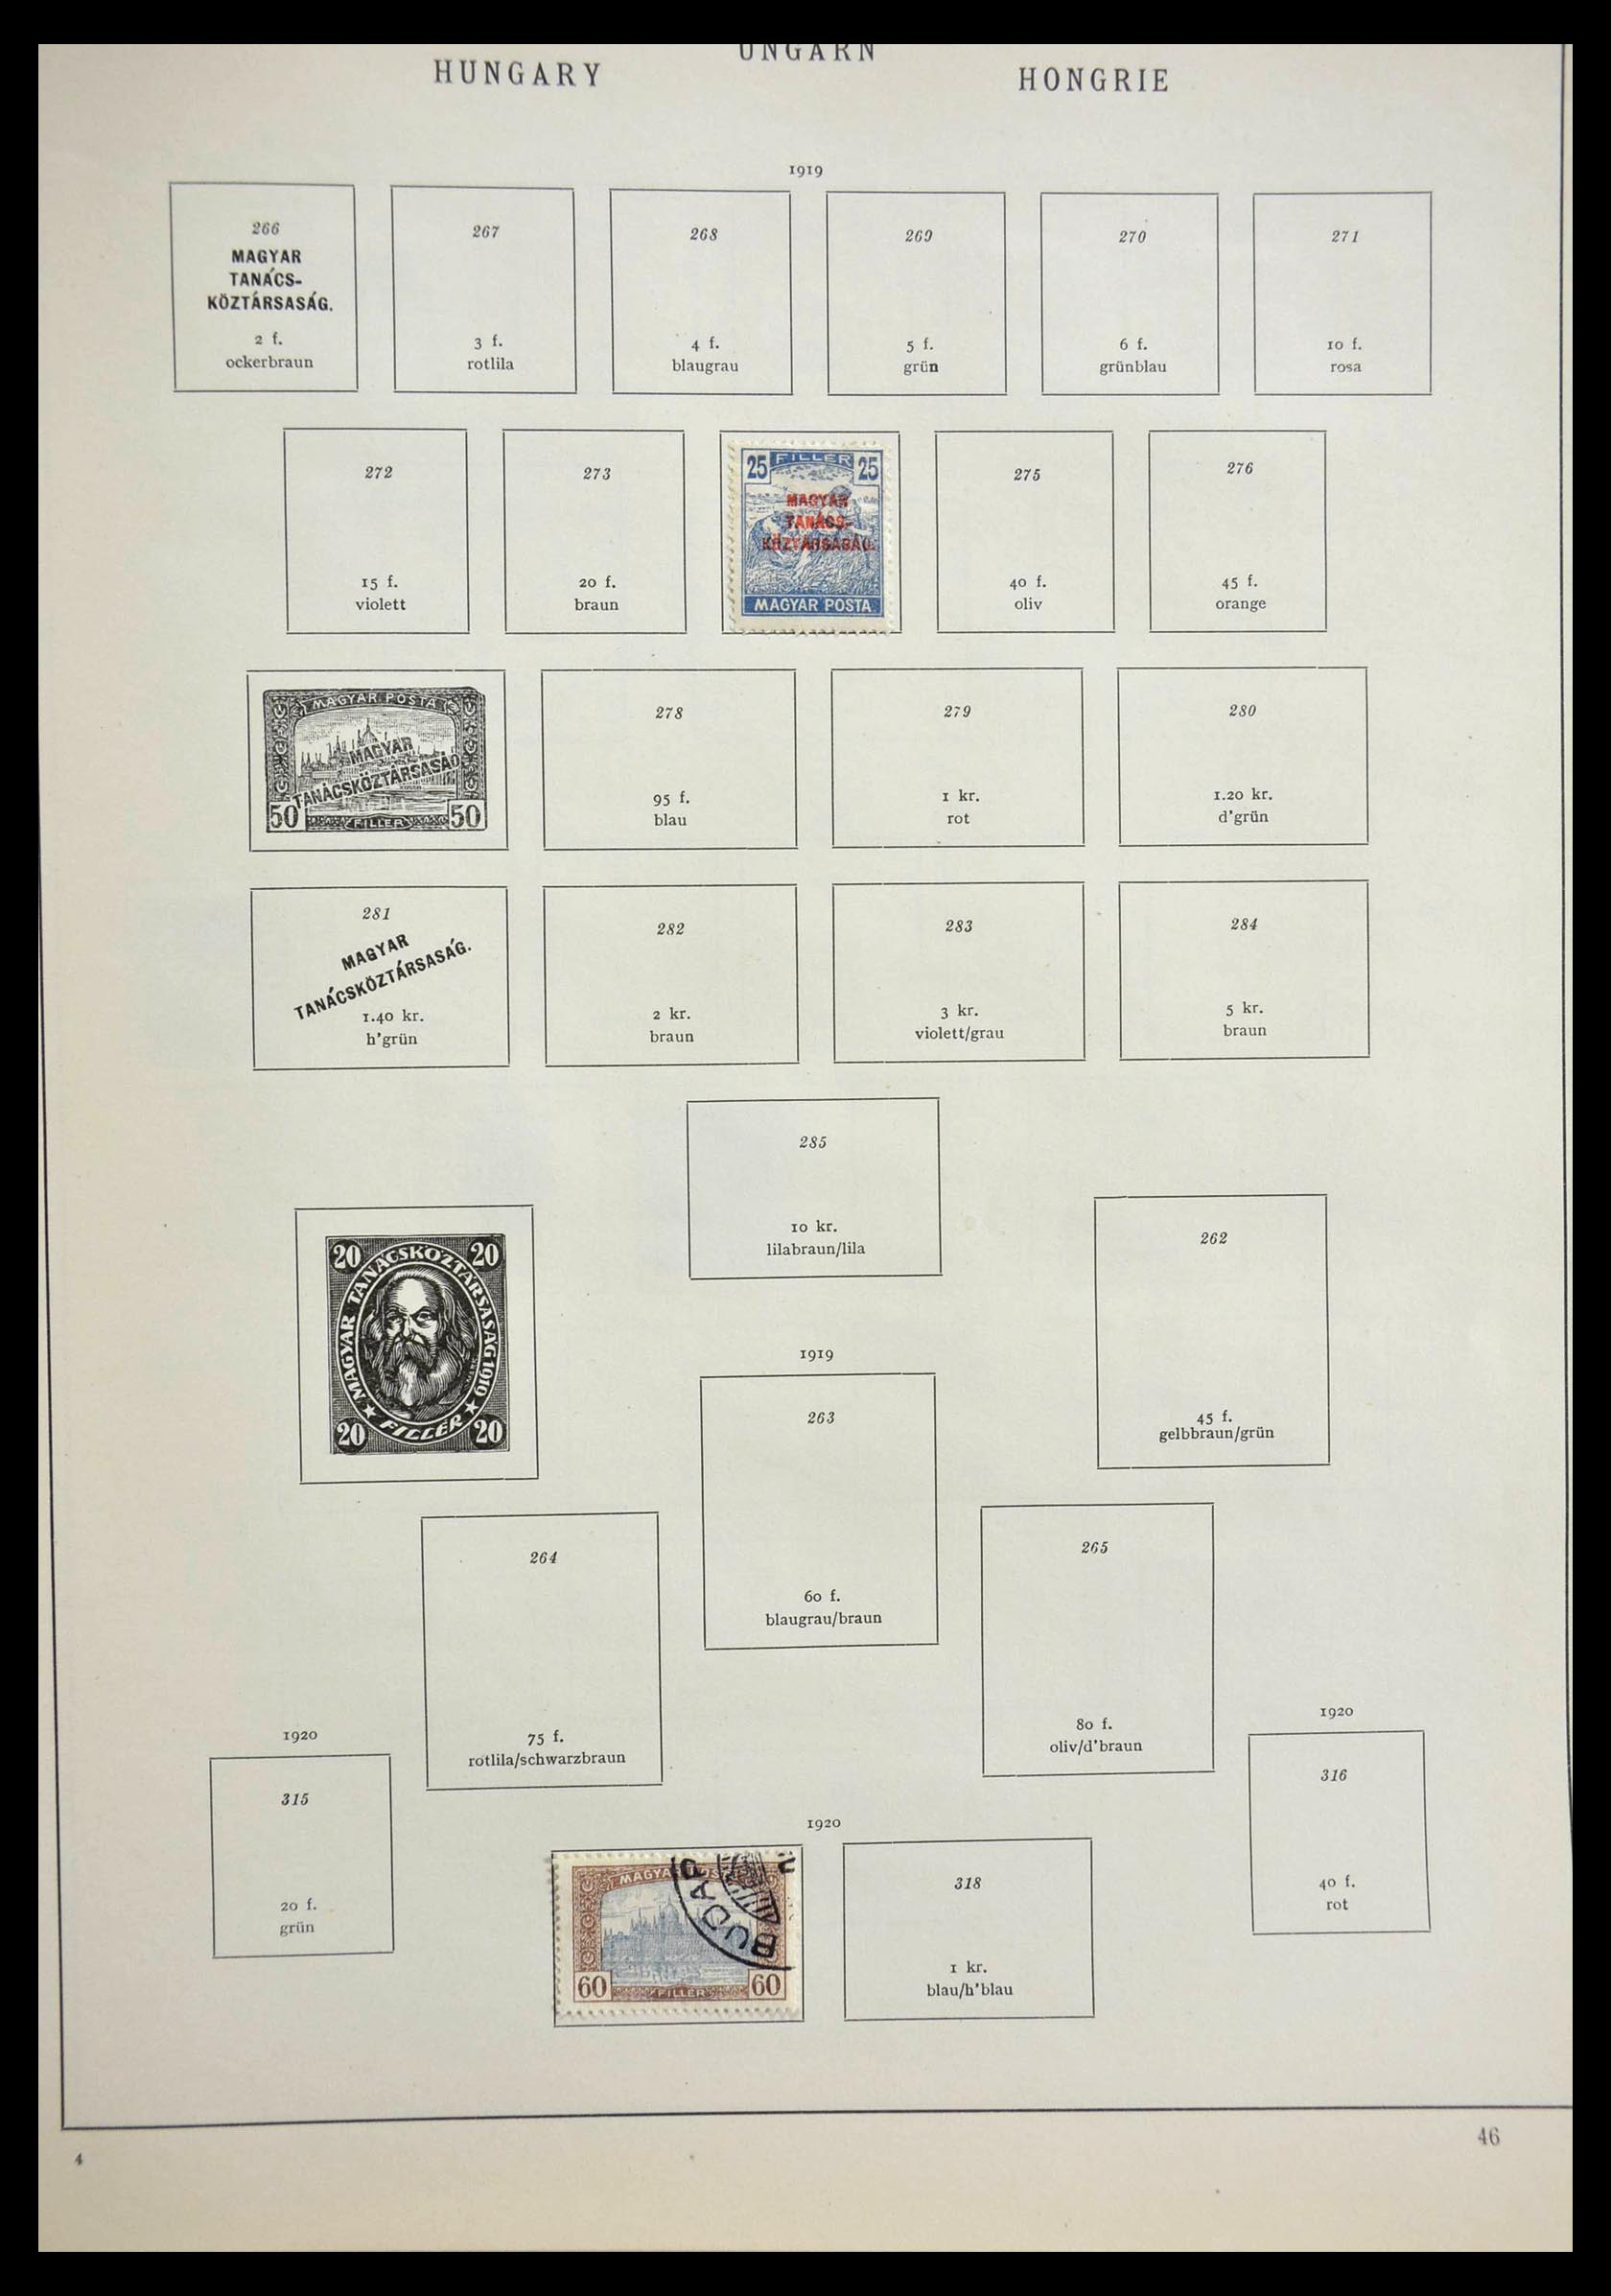 UNGARN
HUNGARY
HONGRIE
1919
266
MAGYAR
TANÁCS-
KÖZTÁRSASÁG.
2 f.
ockerbraun
267
3 f.
rotlila
268
4 f.
blaugrau
269
5 f.
grün
270
6 f.
grünblau
271
10 f.
rosa
272
15 f.
violett
273
20 f.
braun
25 FILLER 25
MAGYAR
TANÁCS-
KÖZTÁRSASÁG.
MAGYAR POSTA
275
40 f.
oliv
276
45 f.
orange
MAGYAR POSTA
MAGYAR
TANÁCSKÖZTÁRSASÁG
50 FILLER 50
278
95 f.
blau
279
1 kr.
rot
280
1.20 kr.
d'grün
281
MAGYAR
TANÁCSKÖZTÁRSASÁG.
1.40 kr.
h'grün
282
2 kr.
braun
283
3 kr.
violett/grau
284
5 kr.
braun
285
10 kr.
lilabraun/lila
20 20
MAGYAR TANÁCSKÖZTÁRSASÁG 1919
FILLÉR
20 20
262
45 f.
gelbbraun/grün
1919
263
60 f.
blaugrau/braun
264
75 f.
rotlila/schwarzbraun
265
80 f.
oliv/d'braun
1920
315
20 f.
grün
1920
316
40 f.
rot
1920
MAGYA
BUDAP
60 FILLER 60
318
1 kr.
blau/h'blau
46
4